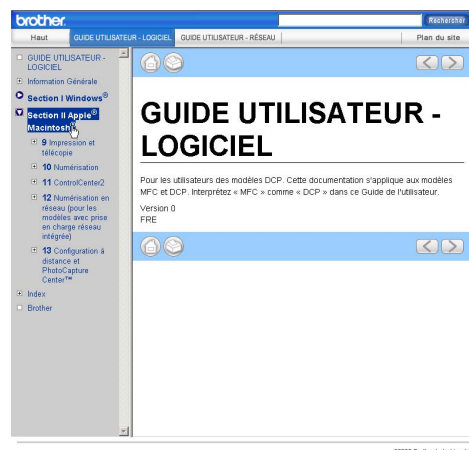 brother.
Rechercher
Haut
GUIDE UTILISATEUR - LOGICIEL
GUIDE UTILISATEUR - RÉSEAU
Plan du site
GUIDE UTILISATEUR -
LOGICIEL
Information Générale
Section I Windows®
Section II Apple®
Macintosh®
9 Impression et
télécopie
10 Numérisation
11 ControlCenter2
12 Numérisation en
réseau (pour les
modèles avec prise
en charge réseau
intégrée)
13 Configuration à
distance et
PhotoCapture
Center™
Index
Brother
GUIDE UTILISATEUR -
LOGICIEL
Pour les utilisateurs des modèles DCP. Cette documentation s'applique aux modèles
MFC et DCP. Interprétez « MFC » comme « DCP » dans ce Guide de l'utilisateur.
Version 0
FRE